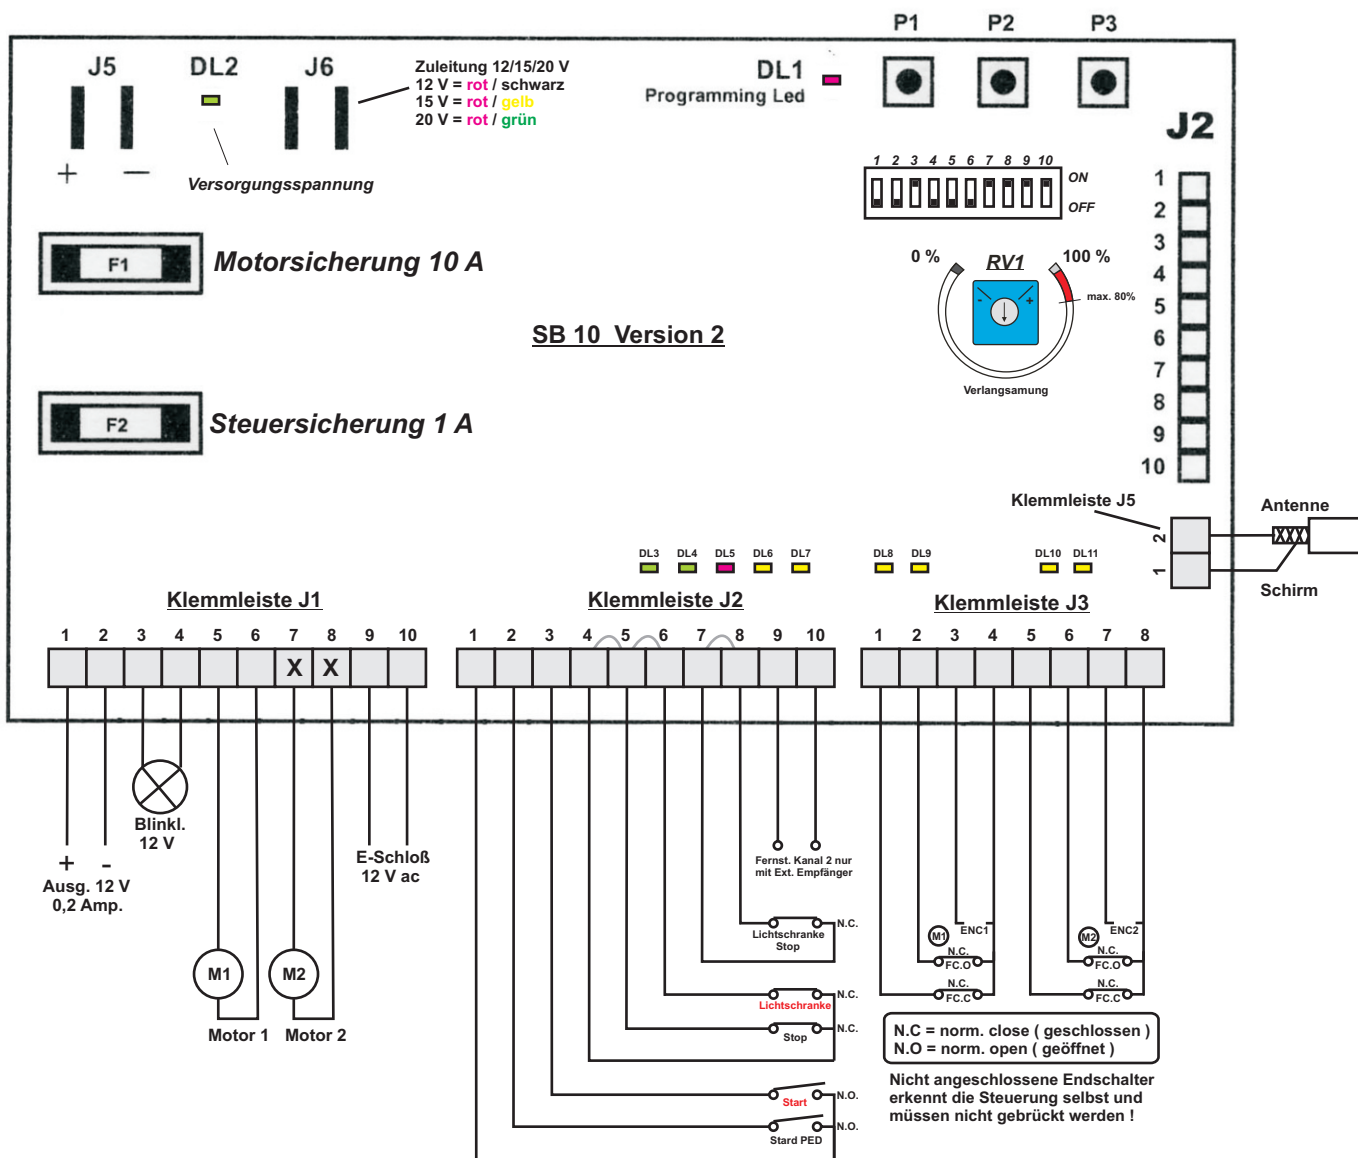 P1 P2 P3
J5 DL2 J6
Zuleitung 12/15/20 V
12 V = rot / schwarz
15 V = rot / gelb
20 V = rot / grün
DL1
Programming Led
+ —
Versorgungsspannung
J2
1 2 3 4 5 6 7 8 9 10
ON
OFF
1
2
3
4
5
6
7
8
9
10
F1
Motorsicherung 10 A
0 % RV1 100 %
- +
max. 80%
Verlangsamung
SB 10 Version 2
F2
Steuersicherung 1 A
Klemmleiste J5
2
1
Antenne
Schirm
DL3 DL4 DL5 DL6 DL7 DL8 DL9 DL10 DL11
Klemmleiste J1
1 2 3 4 5 6 7 8 9 10
X X
Klemmleiste J2
1 2 3 4 5 6 7 8 9 10
Klemmleiste J3
1 2 3 4 5 6 7 8
+ -
Ausg. 12 V
0,2 Amp.
Blinkl.
12 V
E-Schloß
12 V ac
M1 M2
Motor 1 Motor 2
Fernst. Kanal 2 nur
mit Ext. Empfänger
N.C.
Lichtschranke
Stop
N.C.
Lichtschranke
N.C.
Stop
N.O.
Start
N.O.
Stard PED
ENC1
M1
N.C.
FC.O
N.C.
FC.C
ENC2
M2
N.C.
FC.O
N.C.
FC.C
N.C = norm. close ( geschlossen )
N.O = norm. open ( geöffnet )
Nicht angeschlossene Endschalter
erkennt die Steuerung selbst und
müssen nicht gebrückt werden !